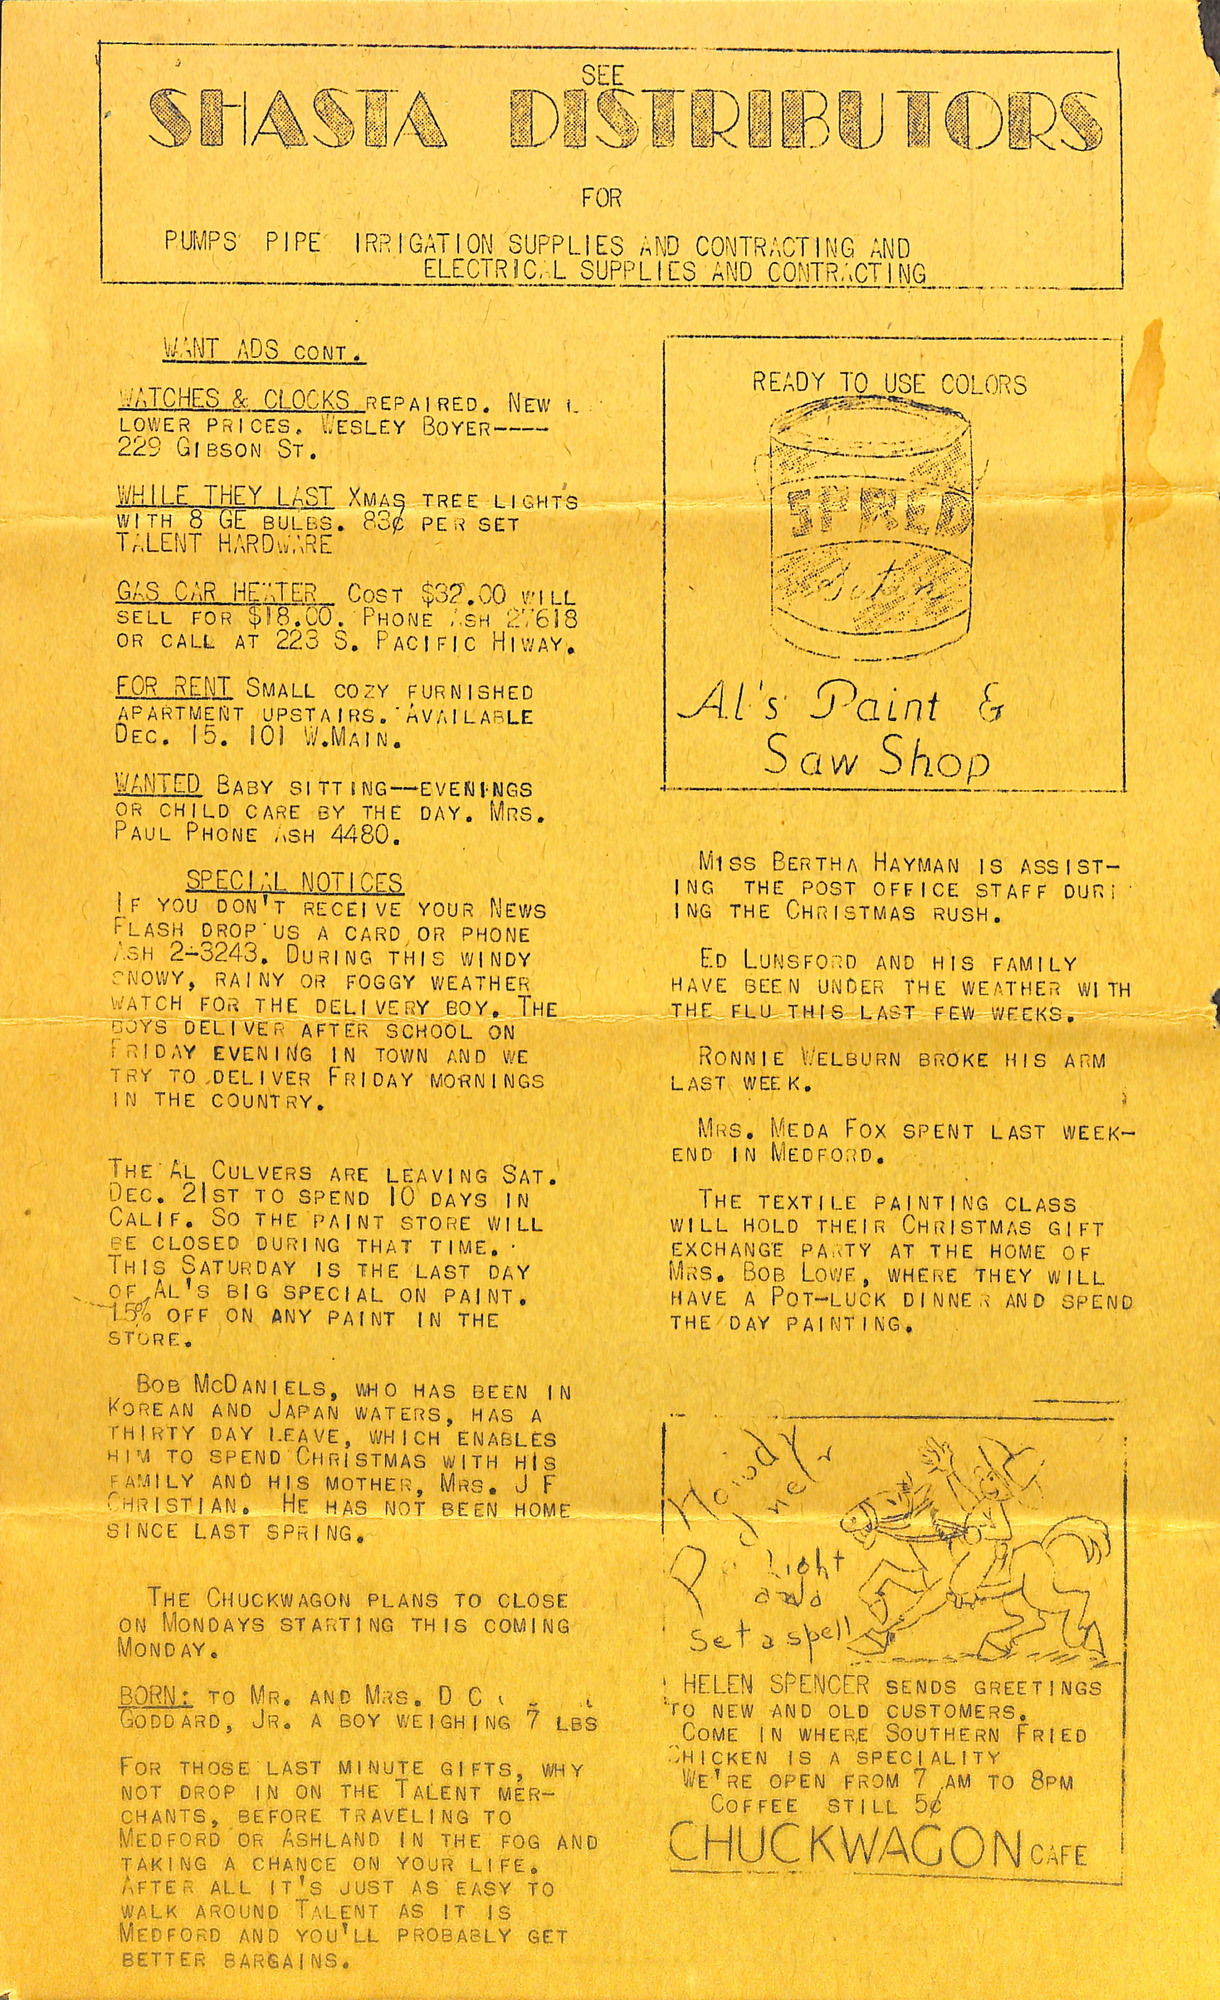 SEE
SHASTA DISTRIBUTORS
FOR
PUMPS PIPE IRRIGATION SUPPLIES AND CONTRACTING AND
ELECTRICAL SUPPLIES AND CONTRACTING
WANT ADS CONT.
WATCHES & CLOCKS REPAIRED. NEW
LOWER PRICES. WESLEY BOYER----
229 GIBSON ST.
WHILE THEY LAST XMAS TREE LIGHTS
WITH 8 GE BULBS. 83¢ PER SET
TALENT HARDWARE
GAS CAR HEATER COST $32.00 WILL
SELL FOR $18.00. PHONE ASH 27618
OR CALL AT 223 S. PACIFIC HIWAY.
FOR RENT SMALL COZY FURNISHED
APARTMENT UPSTAIRS. AVAILABLE
DEC. 15. 101 W.MAIN.
WANTED BABY SITTING--EVENINGS
OR CHILD CARE BY THE DAY. MRS.
PAUL PHONE ASH 4480.
SPECIAL NOTICES
IF YOU DON'T RECEIVE YOUR NEWS
FLASH DROP US A CARD OR PHONE
ASH 2-3243. DURING THIS WINDY
SNOWY, RAINY OR FOGGY WEATHER
WATCH FOR THE DELIVERY BOY. THE
BOYS DELIVER AFTER SCHOOL ON
FRIDAY EVENING IN TOWN AND WE
TRY TO DELIVER FRIDAY MORNINGS
IN THE COUNTRY.
THE AL CULVERS ARE LEAVING SAT.
DEC. 21ST TO SPEND 10 DAYS IN
CALIF. SO THE PAINT STORE WILL
BE CLOSED DURING THAT TIME.
THIS SATURDAY IS THE LAST DAY
OF AL'S BIG SPECIAL ON PAINT.
15% OFF ON ANY PAINT IN THE
STORE.
BOB MCDANIELS, WHO HAS BEEN IN
KOREAN AND JAPAN WATERS, HAS A
THIRTY DAY LEAVE, WHICH ENABLES
HIM TO SPEND CHRISTMAS WITH HIS
FAMILY AND HIS MOTHER, MRS. J F
CHRISTIAN. HE HAS NOT BEEN HOME
SINCE LAST SPRING.
THE CHUCKWAGON PLANS TO CLOSE
ON MONDAYS STARTING THIS COMING
MONDAY.
BORN: TO MR. AND MRS. D C
GODDARD, JR. A BOY WEIGHING 7 LBS
FOR THOSE LAST MINUTE GIFTS, WHY
NOT DROP IN ON THE TALENT MER-
CHANTS, BEFORE TRAVELING TO
MEDFORD OR ASHLAND IN THE FOG AND
TAKING A CHANCE ON YOUR LIFE.
AFTER ALL IT'S JUST AS EASY TO
WALK AROUND TALENT AS IT IS
MEDFORD AND YOU'LL PROBABLY GET
BETTER BARGAINS.
READY TO USE COLORS
SPRED
Satin
Al's Paint &
Saw Shop
MISS BERTHA HAYMAN IS ASSIST-
ING THE POST OFFICE STAFF DUR
ING THE CHRISTMAS RUSH.
ED LUNSFORD AND HIS FAMILY
HAVE BEEN UNDER THE WEATHER WITH
THE FLU THIS LAST FEW WEEKS.
RONNIE WELBURN BROKE HIS ARM
LAST WEEK.
MRS. MEDA FOX SPENT LAST WEEK-
END IN MEDFORD.
THE TEXTILE PAINTING CLASS
WILL HOLD THEIR CHRISTMAS GIFT
EXCHANGE PARTY AT THE HOME OF
MRS. BOB LOWE, WHERE THEY WILL
HAVE A POT-LUCK DINNER AND SPEND
THE DAY PAINTING.
Howdy
Light
and
set a spell
HELEN SPENCER SENDS GREETINGS
TO NEW AND OLD CUSTOMERS.
COME IN WHERE SOUTHERN FRIED
CHICKEN IS A SPECIALITY
WE'RE OPEN FROM 7 AM TO 8PM
COFFEE STILL 5¢
CHUCKWAGON CAFE